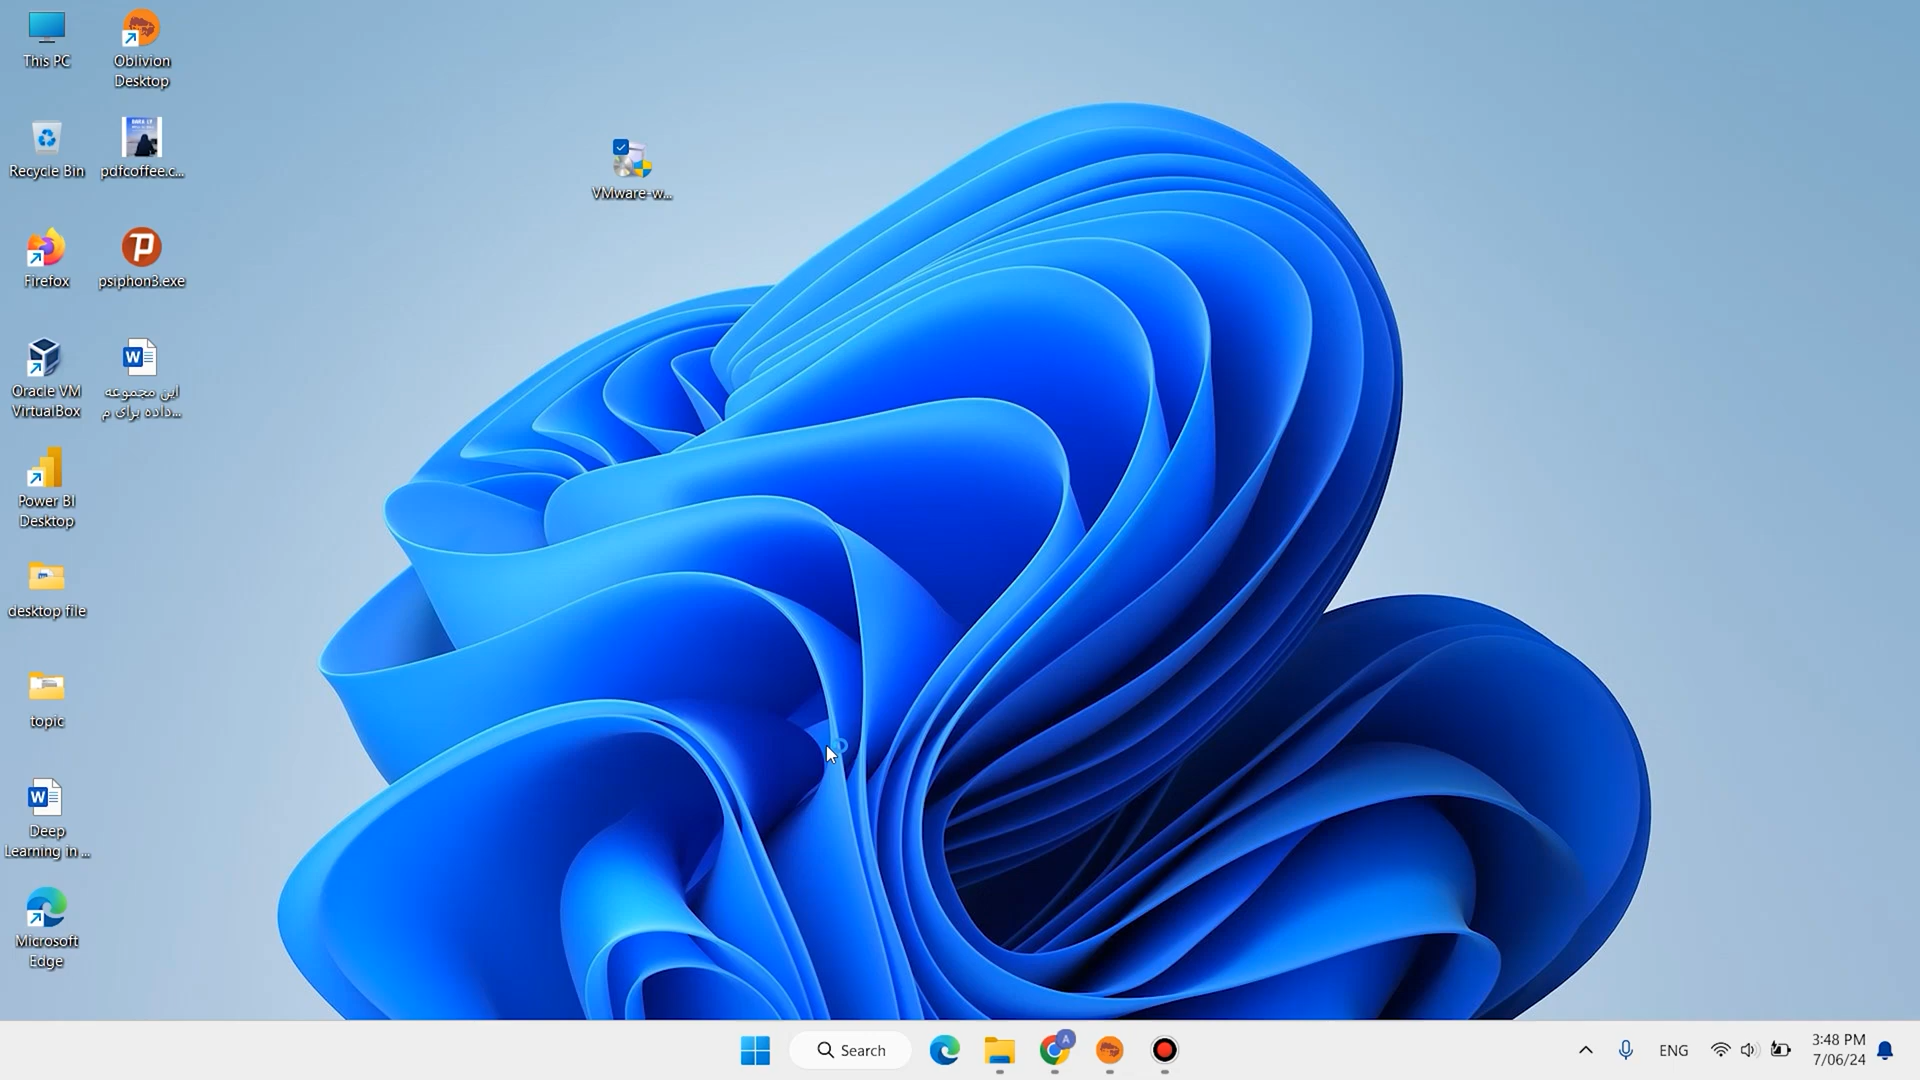 This PC
Oblivion
Desktop
Recycle Bin
pdfcoffee.c...
VMware-w...
Firefox
psiphon3.exe
Oracle VM
VirtualBox
این مجموعه
داده برای م...
Power BI
Desktop
desktop file
topic
Deep
Learning in ...
Microsoft
Edge
Search
A
ENG
3:48 PM
7/06/24